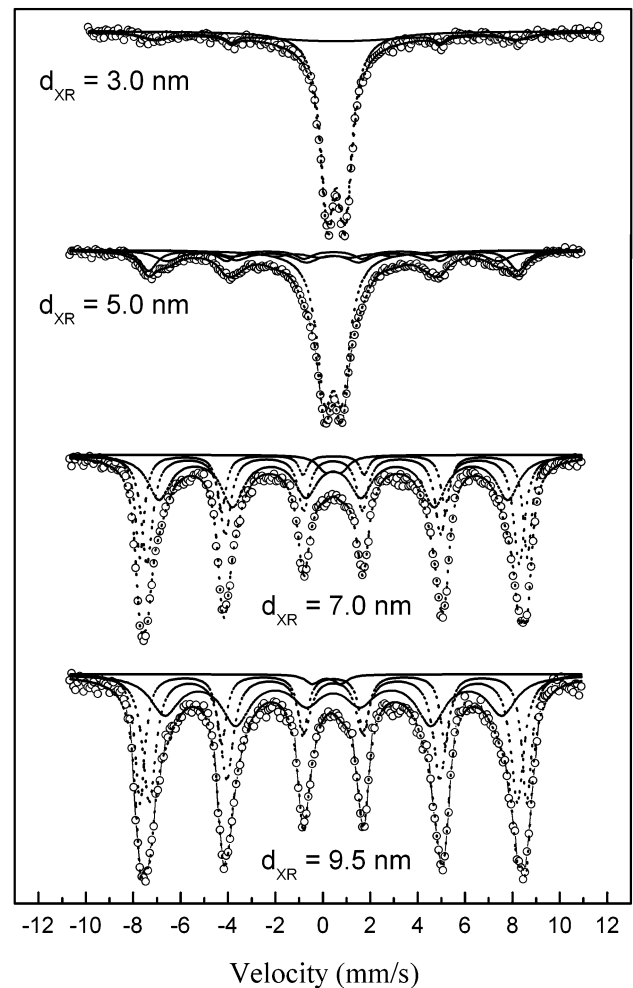 d_XR = 3.0 nm
d_XR = 5.0 nm
d_XR = 7.0 nm
d_XR = 9.5 nm
-12 -10 -8 -6 -4 -2 0 2 4 6 8 10 12
Velocity (mm/s)